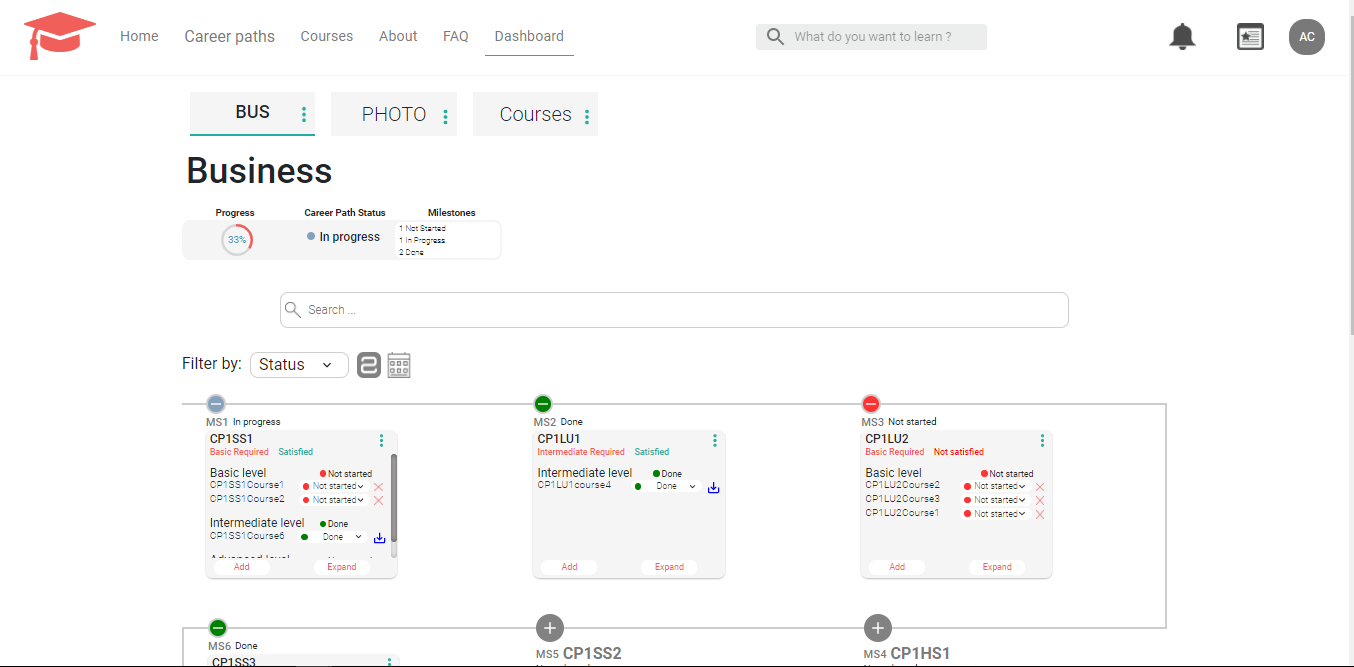 Home Career paths Courses About FAQ Dashboard What do you want to learn ? AC
BUS PHOTO Courses
Business
Progress Career Path Status Milestones
33% In progress
1 Not Started
1 In Progress
2 Done
Search ...
Filter by: Status
MS1 In progress MS2 Done MS3 Not started
CP1SS1
Basic Required Satisfied
Basic level Not started
CP1SS1Course1 Not started
CP1SS1Course2 Not started
Intermediate level Done
CP1SS1Course6 Done
Advanced level
Add Expand
CP1LU1
Intermediate Required Satisfied
Intermediate level Done
CP1LU1course4 Done
Add Expand
CP1LU2
Basic Required Not satisfied
Basic level Not started
CP1LU2Course2 Not started
CP1LU2Course3 Not started
CP1LU2Course1 Not started
Add Expand
MS6 Done MS5 CP1SS2 MS4 CP1HS1
CP1SS3